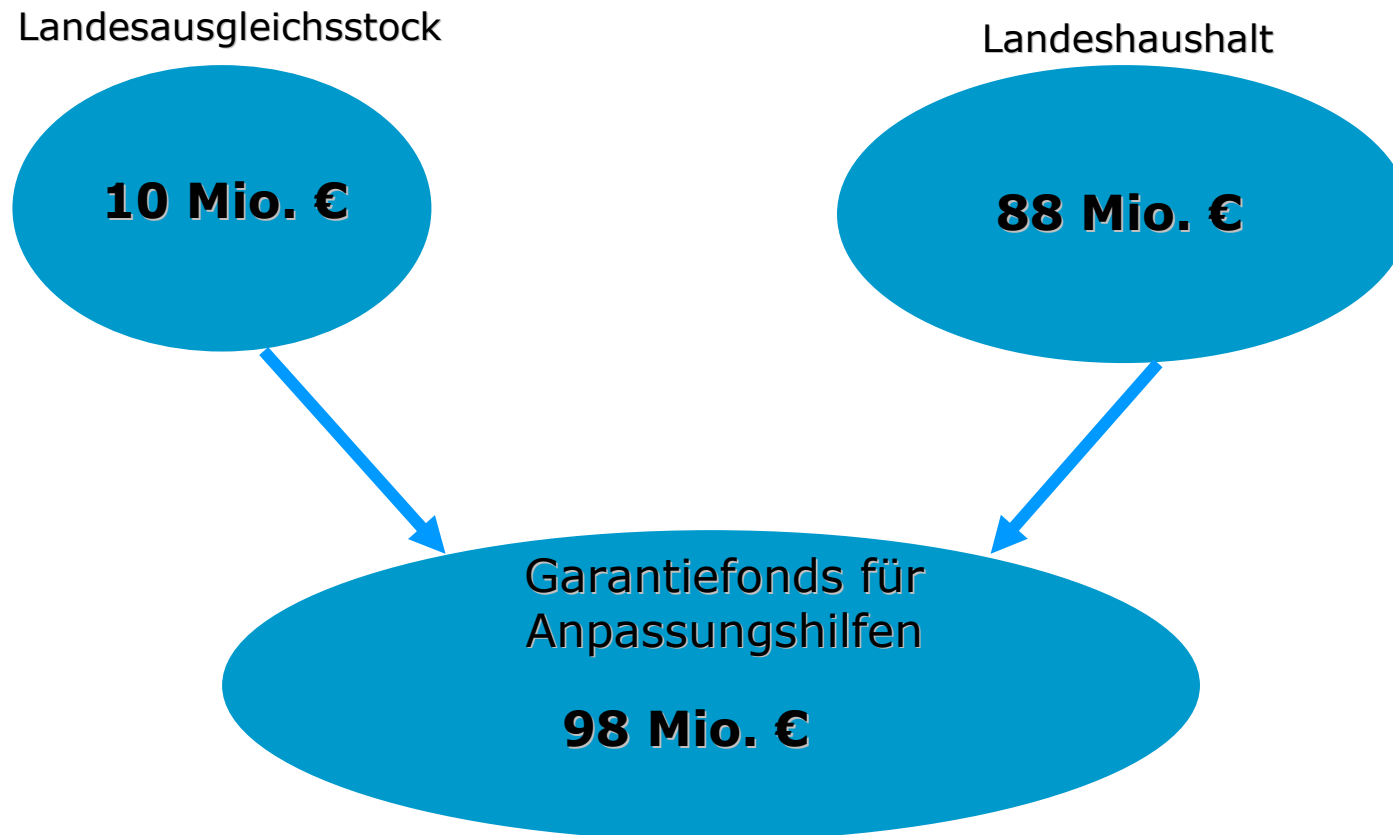 Landesausgleichsstock
Landeshaushalt
10 Mio. €
88 Mio. €
Garantiefonds für
Anpassungshilfen
98 Mio. €